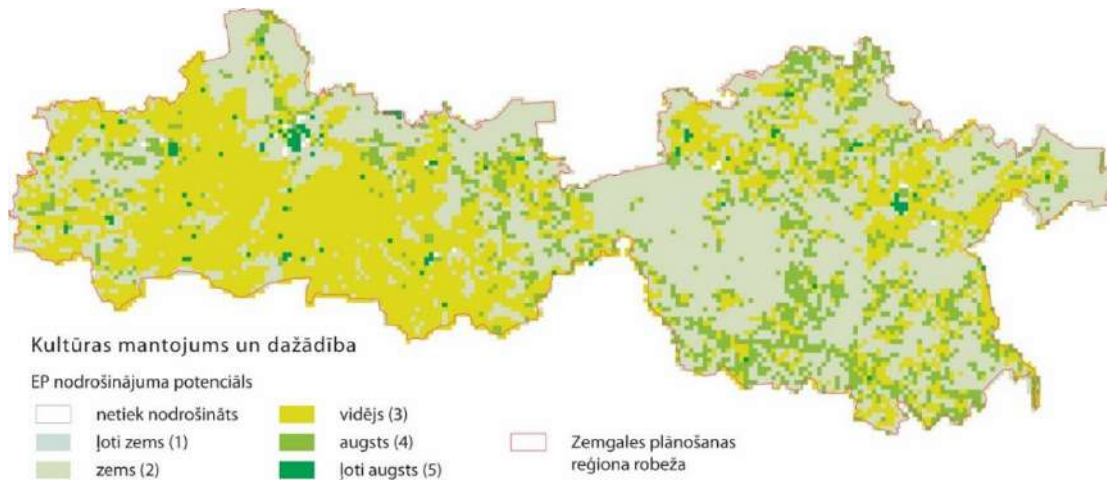 Kultūras mantojums un dažādība
EP nodrošinājuma potenciāls
netiek nodrošināts
ļoti zems (1)
zems (2)
vidējs (3)
augsts (4)
ļoti augsts (5)
Zemgales plānošanas
reģiona robeža